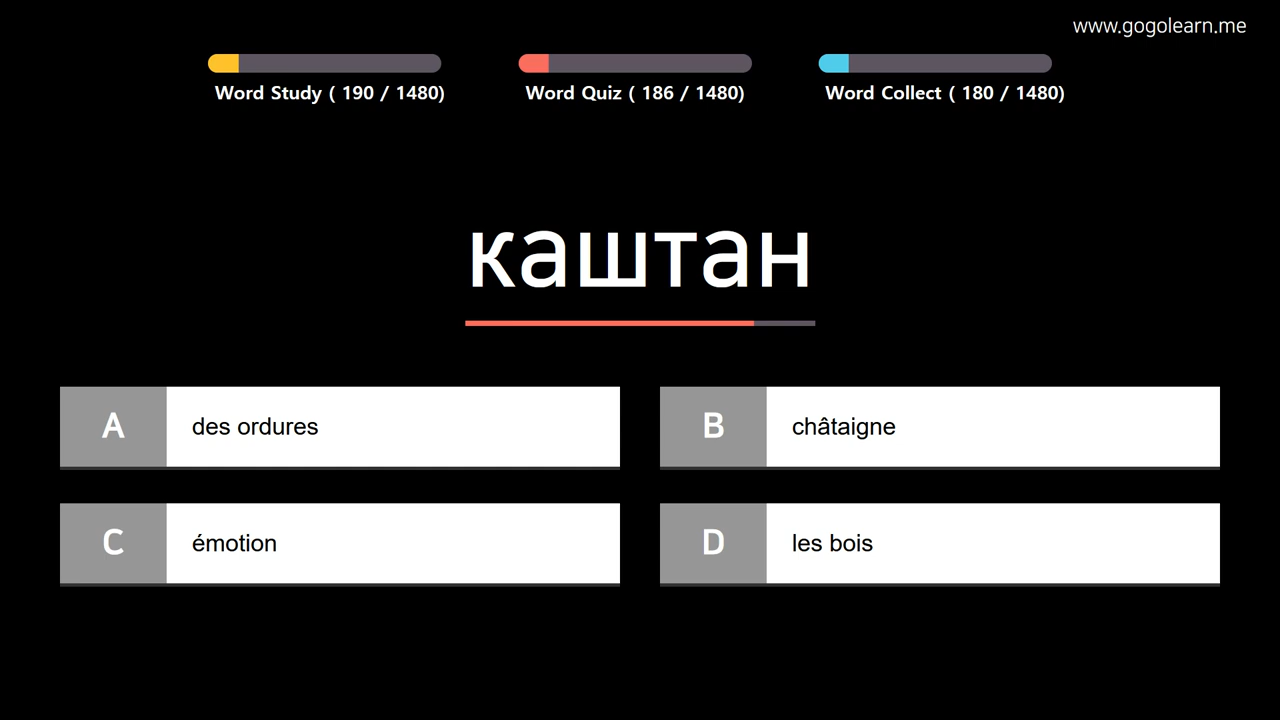 www.gogolearn.me
Word Study ( 190 / 1480)
Word Quiz ( 186 / 1480)
Word Collect ( 180 / 1480)
каштан
A des ordures
B châtaigne
C émotion
D les bois